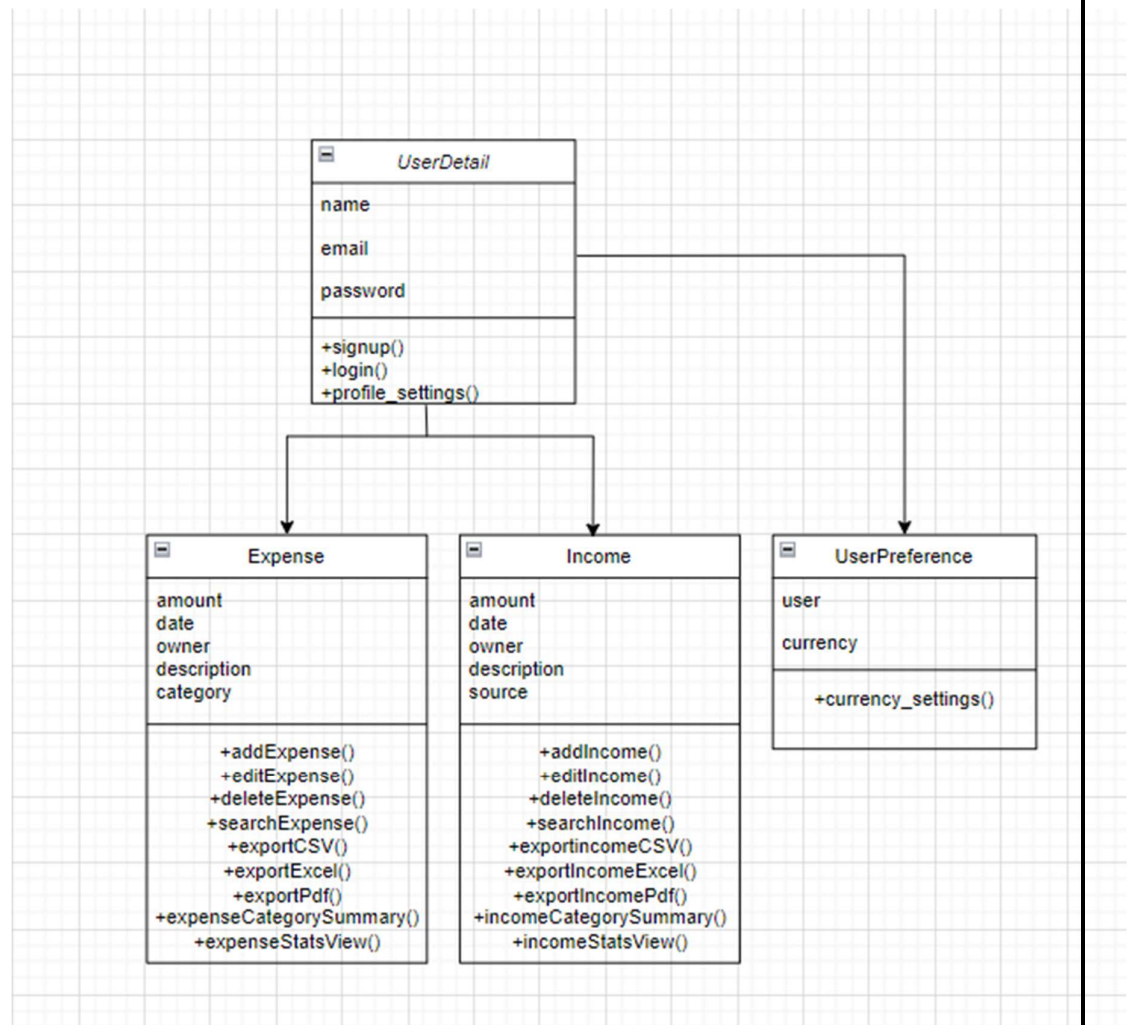 UserDetail
name
email
password
+signup()
+login()
+profile_settings()
Expense
amount
date
owner
description
category
+addExpense()
+editExpense()
+deleteExpense()
+searchExpense()
+exportCSV()
+exportExcel()
+exportPdf()
+expenseCategorySummary()
+expenseStatsView()
Income
amount
date
owner
description
source
+addIncome()
+editIncome()
+deleteIncome()
+searchIncome()
+exportincomeCSV()
+exportIncomeExcel()
+exportIncomePdf()
+incomeCategorySummary()
+incomeStatsView()
UserPreference
user
currency
+currency_settings()